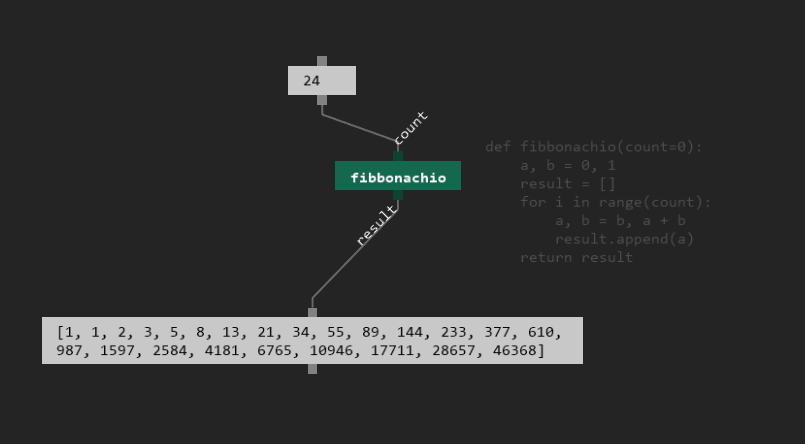 24
count
fibbonachio
result
def fibbonachio(count=0):
    a, b = 0, 1
    result = []
    for i in range(count):
        a, b = b, a + b
        result.append(a)
    return result
[1, 1, 2, 3, 5, 8, 13, 21, 34, 55, 89, 144, 233, 377, 610,
987, 1597, 2584, 4181, 6765, 10946, 17711, 28657, 46368]